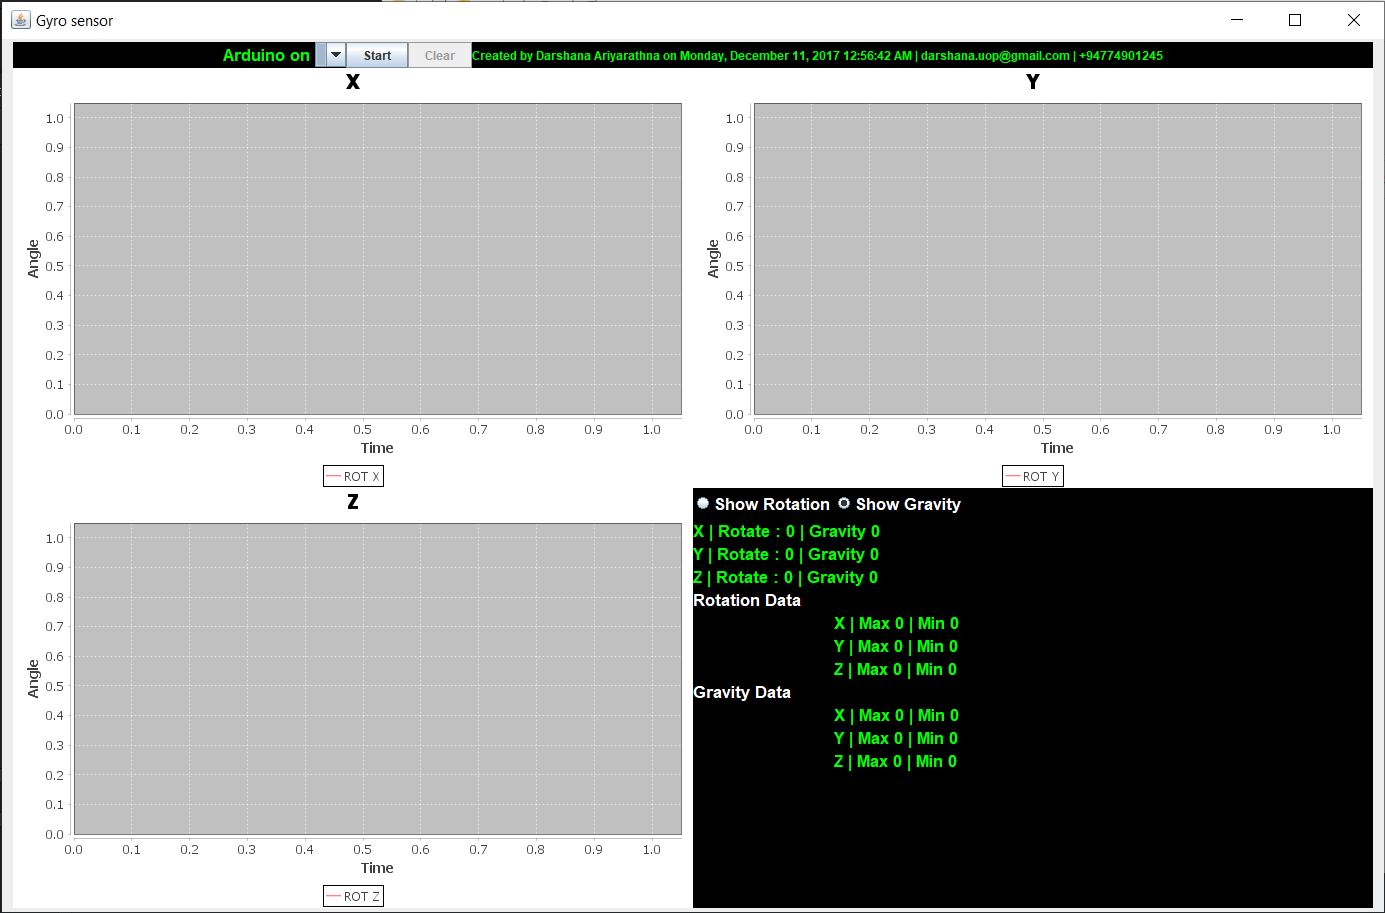 Gyro sensor
Arduino on Start Clear Created by Darshana Ariyarathna on Monday, December 11, 2017 12:56:42 AM | darshana.uop@gmail.com | +94774901245
X
1.0
0.9
0.8
0.7
0.6
0.5
0.4
0.3
0.2
0.1
0.0
Angle
0.0 0.1 0.2 0.3 0.4 0.5 0.6 0.7 0.8 0.9 1.0
Time
ROT X
Y
1.0
0.9
0.8
0.7
0.6
0.5
0.4
0.3
0.2
0.1
0.0
Angle
0.0 0.1 0.2 0.3 0.4 0.5 0.6 0.7 0.8 0.9 1.0
Time
ROT Y
Z
1.0
0.9
0.8
0.7
0.6
0.5
0.4
0.3
0.2
0.1
0.0
Angle
0.0 0.1 0.2 0.3 0.4 0.5 0.6 0.7 0.8 0.9 1.0
Time
ROT Z
Show Rotation Show Gravity
X | Rotate : 0 | Gravity 0
Y | Rotate : 0 | Gravity 0
Z | Rotate : 0 | Gravity 0
Rotation Data
X | Max 0 | Min 0
Y | Max 0 | Min 0
Z | Max 0 | Min 0
Gravity Data
X | Max 0 | Min 0
Y | Max 0 | Min 0
Z | Max 0 | Min 0